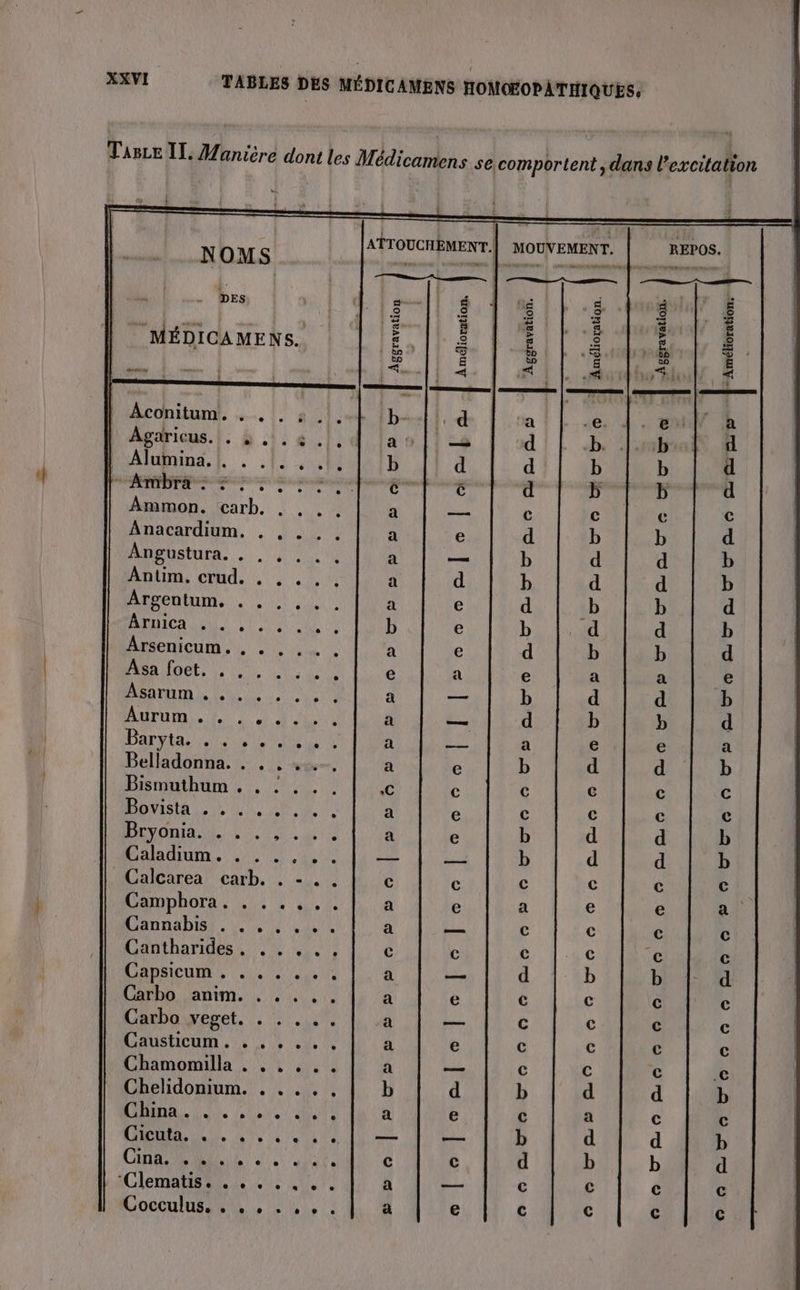 XXVI TABLES DES MÉDICAMENS HOMŒOPATHIQUES.
TABLE II. Manière dont les Médicamens se comportent, dans l'excitation
NOMS DES MÉDICAMENS. ATTOUCHEMENT. MOUVEMENT. REPOS.
Aggravation. Amélioration. Aggravation. Amélioration. Aggravation. Amélioration.
Aconitum. . . . . . . b d a e e a
Agaricus. . . . . . . a — d b b d
Alumina. . . . . . . b d d b b d
Ambra . . . . . . . c c d b b d
Ammon. carb. . . . . a — c c c c
Anacardium. . . . . . a e d b b d
Angustura. . . . . . . a — b d d b
Antim. crud. . . . . . a d b d d b
Argentum. . . . . . . a e d b b d
Arnica . . . . . . . . b e b d d b
Arsenicum. . . . . . . a e d b b d
Asa foet. . . . . . . . e a e a a e
Asarum . . . . . . . . a — b d d b
Aurum . . . . . . . . a — d b b d
Baryta. . . . . . . . . a — a e e a
Belladonna. . . . . . . a e b d d b
Bismuthum . . . . . . c c c c c c
Bovista . . . . . . . . a e c c c c
Bryonia. . . . . . . . a e b d d b
Caladium. . . . . . . — — b d d b
Calcarea carb. . - . . c c c c c c
Camphora. . . . . . . a e a e e a
Cannabis . . . . . . . a — c c c c
Cantharides. . . . . . c c c c c c
Capsicum . . . . . . . a — d b b d
Carbo anim. . . . . . a e c c c c
Carbo veget. . . . . . a — c c c c
Causticum. . . . . . . a e c c c c
Chamomilla . . . . . . a — c c c c
Chelidonium. . . . . . b d b d d b
China. . . . . . . . . a e c a c c
Cicuta. . . . . . . . . — — b d d b
Cina. . . . . . . . . . c c d b b d
Clematis. . . . . . . . a — c c c c
Cocculus. . . . . . . . a e c c c c